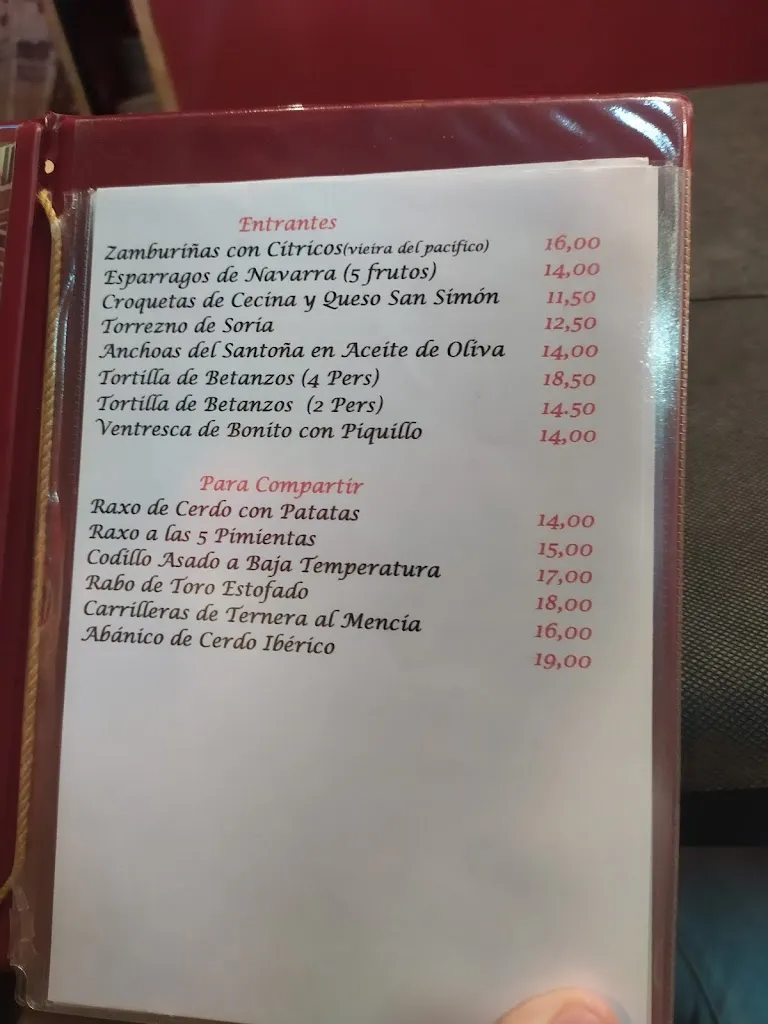 Entrantes
Zamburiñas con Cítricos(vieira del pacifico) 16,00
Esparragos de Navarra (5 frutos) 14,00
Croquetas de Cecina y Queso San Simón 11,50
Torrezno de Soria 12,50
Anchoas del Santoña en Aceite de Oliva 14,00
Tortilla de Betanzos (4 Pers) 18,50
Tortilla de Betanzos (2 Pers) 14.50
Ventresca de Bonito con Piquillo 14,00
Para Compartir
Raxo de Cerdo con Patatas 14,00
Raxo a las 5 Pimientas 15,00
Codillo Asado a Baja Temperatura 17,00
Rabo de Toro Estofado 18,00
Carrilleras de Ternera al Mencía 16,00
Abánico de Cerdo Ibérico 19,00